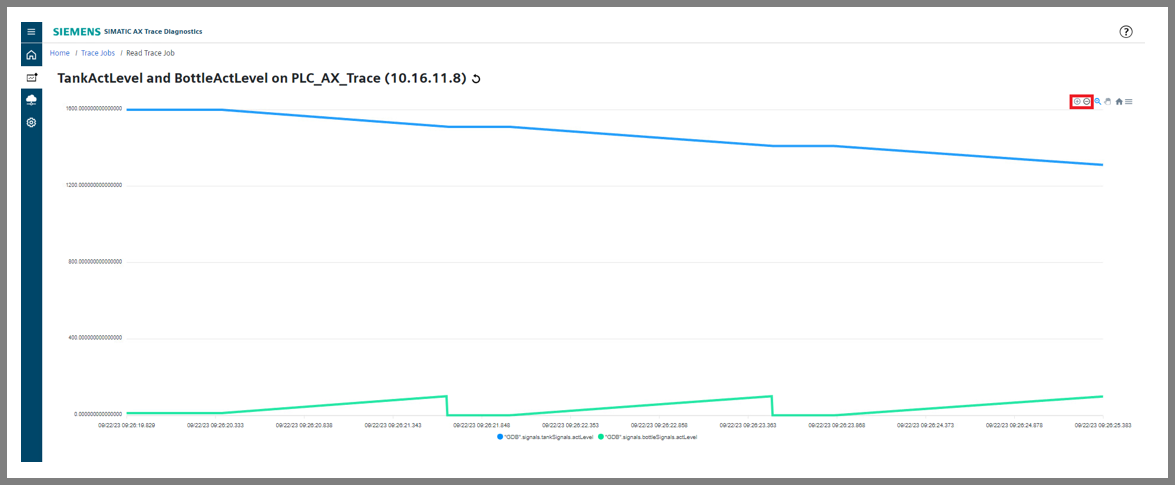 SIEMENS SIMATIC AX Trace Diagnostics
Home / Trace Jobs / Read Trace Job
TankActLevel and BottleActLevel on PLC_AX_Trace (10.16.11.8)
1600.000000000000000
1200.000000000000000
800.000000000000000
400.000000000000000
0.000000000000000
09/22/23 09:26:19.829 09/22/23 09:26:20.333 09/22/23 09:26:20.838 09/22/23 09:26:21.343 09/22/23 09:26:21.848 09/22/23 09:26:22.353 09/22/23 09:26:22.858 09/22/23 09:26:23.363 09/22/23 09:26:23.868 09/22/23 09:26:24.373 09/22/23 09:26:24.878 09/22/23 09:26:25.383
"GDB".signals.tankSignals.actLevel "GDB".signals.bottleSignals.actLevel